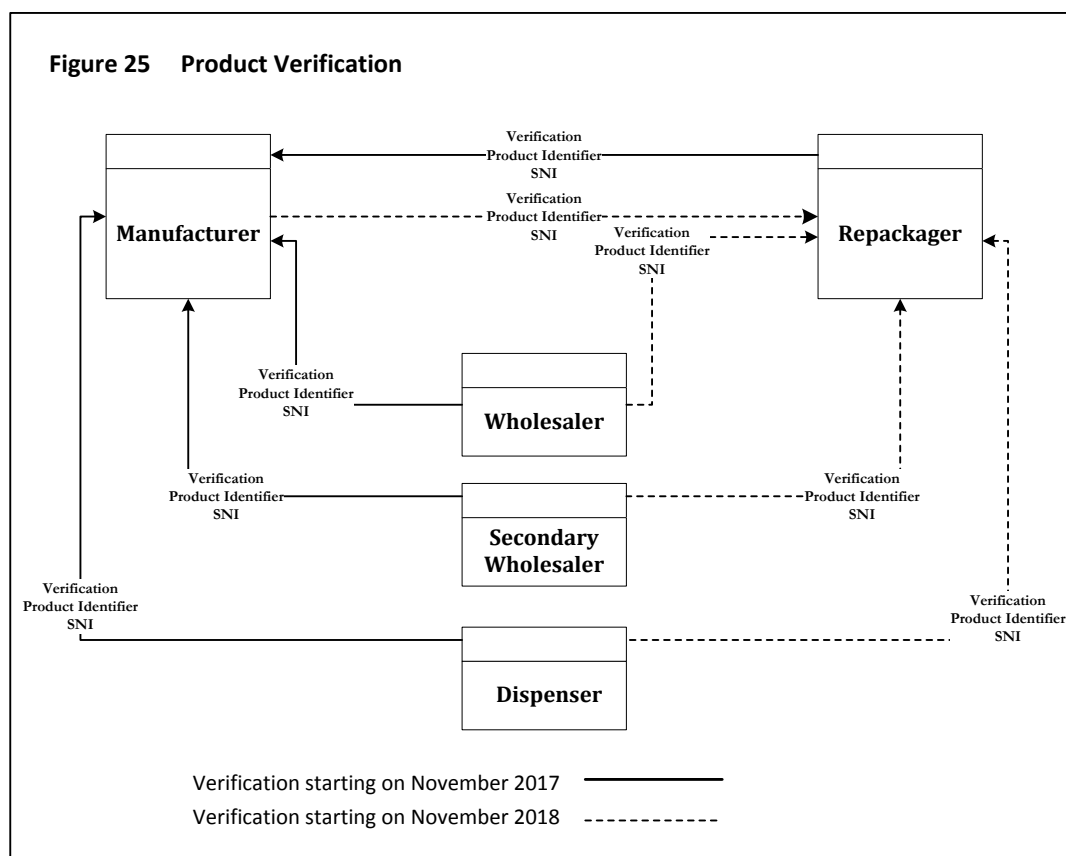 Figure 25 Product Verification
Verification
Product Identifier
SNI
Verification
Product Identifier
SNI
Verification
Product Identifier
SNI
Manufacturer
Repackager
Verification
Product Identifier
SNI
Wholesaler
Verification
Product Identifier
SNI
Verification
Product Identifier
SNI
Secondary
Wholesaler
Verification
Product Identifier
SNI
Verification
Product Identifier
SNI
Dispenser
Verification starting on November 2017
Verification starting on November 2018